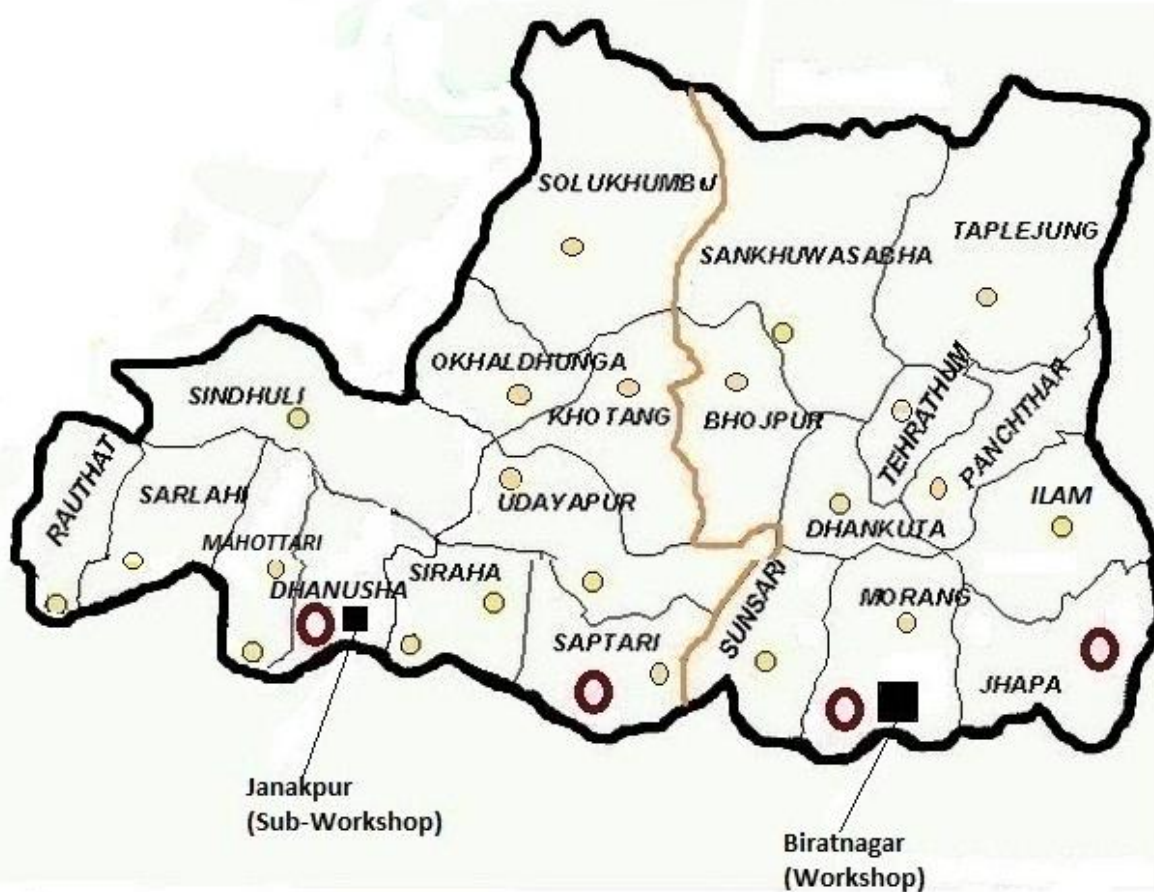 SOLUKHUMBU
TAPLEJUNG
SANKHUWASABHA
OKHALDHUNGA
TEHRATHUM
PANCHTHAR
SINDHULI
KHOTANG
BHOJPUR
RAUTHAT
SARLAHI
UDAYAPUR
ILAM
DHANKUTA
MAHOTTARI
SIRAHA
DHANUSHA
MORANG
SUNSARI
SAPTARI
JHAPA
Janakpur
(Sub-Workshop)
Biratnagar
(Workshop)